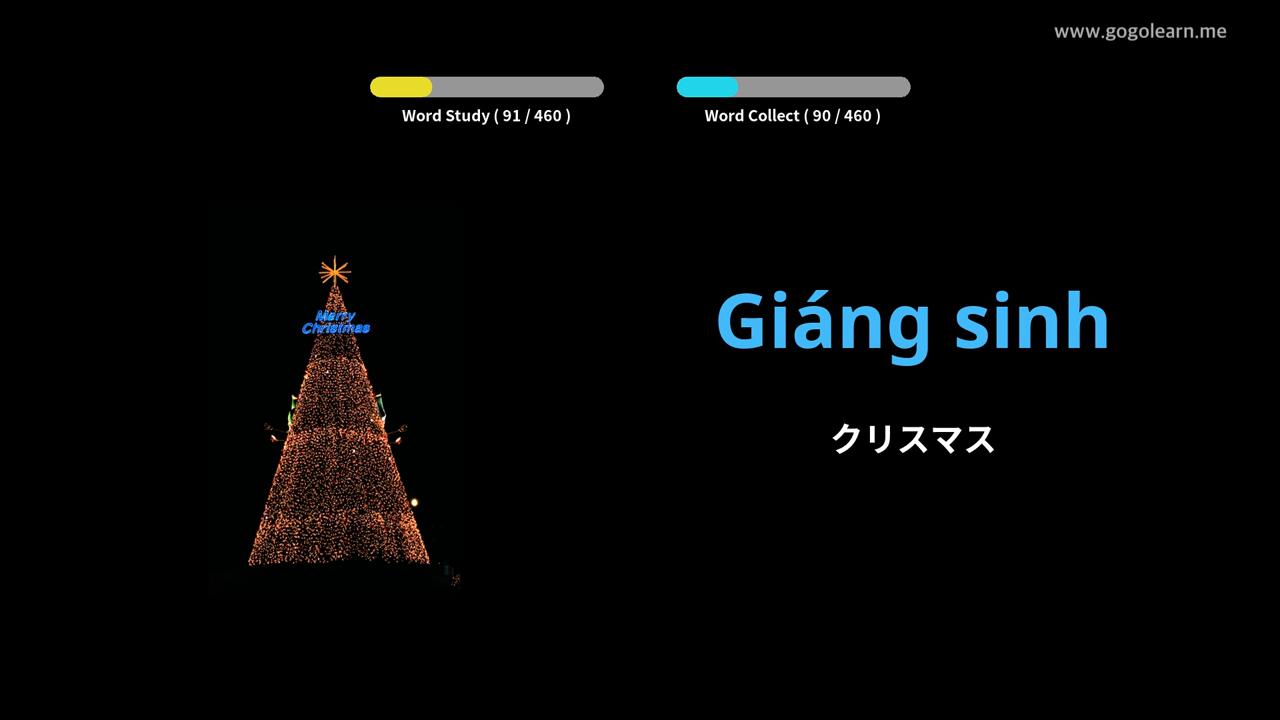 www.gogolearn.me
Word Study ( 91 / 460 )
Word Collect ( 90 / 460 )
Merry
Christmas
Giáng sinh
クリスマス